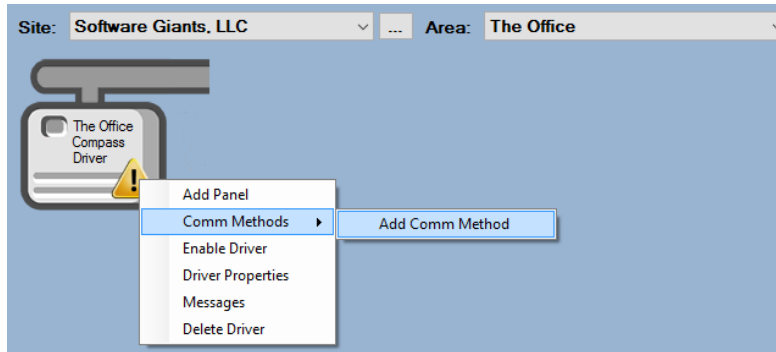 Site: Software Giants, LLC ... Area: The Office
The Office
Compass
Driver
Add Panel
Comm Methods Add Comm Method
Enable Driver
Driver Properties
Messages
Delete Driver